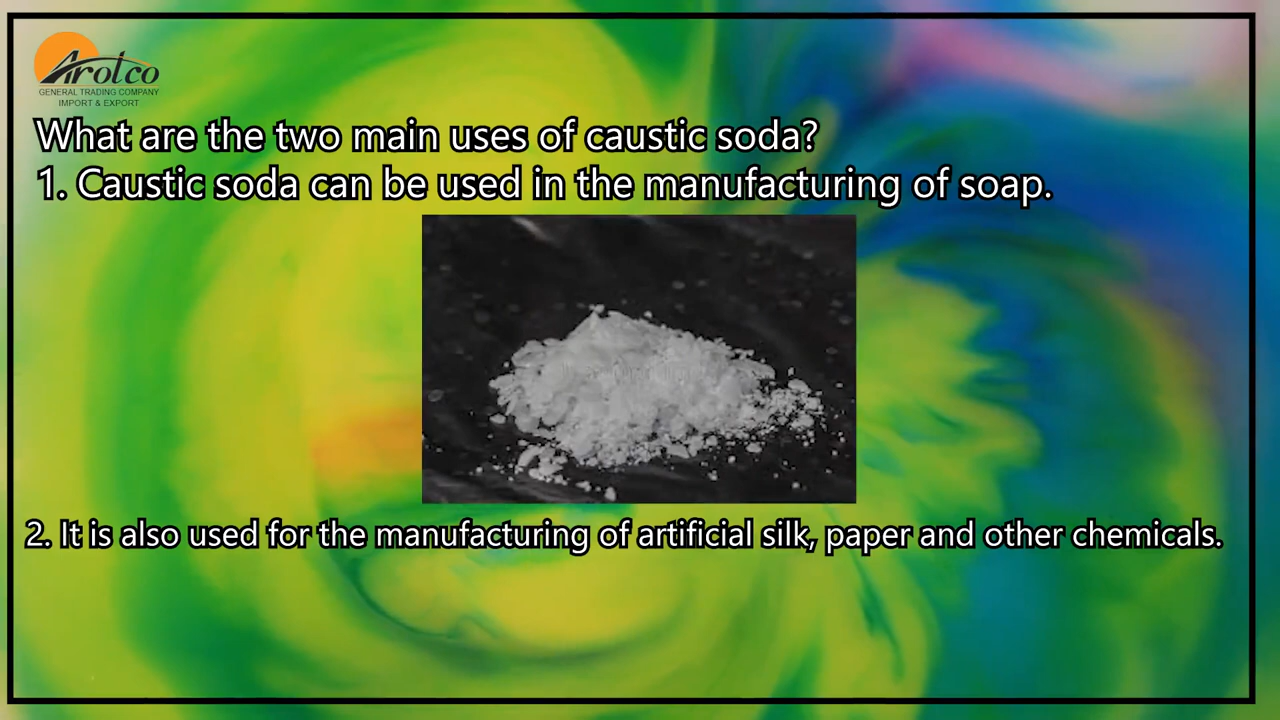 Arotco
GENERAL TRADING COMPANY
IMPORT & EXPORT
What are the two main uses of caustic soda?
1. Caustic soda can be used in the manufacturing of soap.
2. It is also used for the manufacturing of artificial silk, paper and other chemicals.